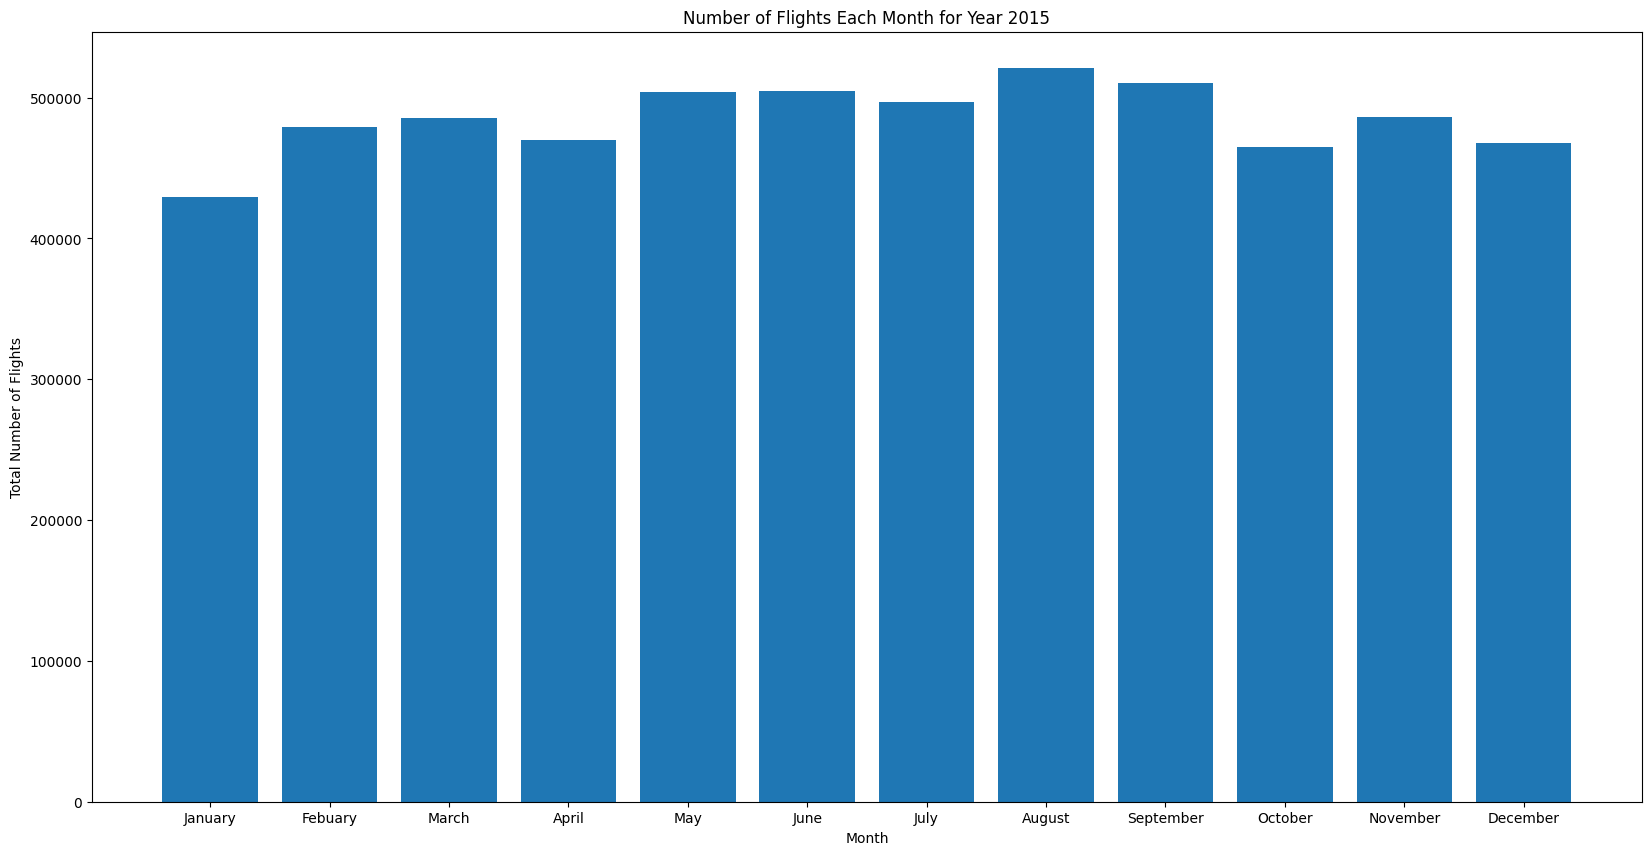 Number of Flights Each Month for Year 2015
Total Number of Flights
500000
400000
300000
200000
100000
0
January Febuary March April May June July August September October November December
Month